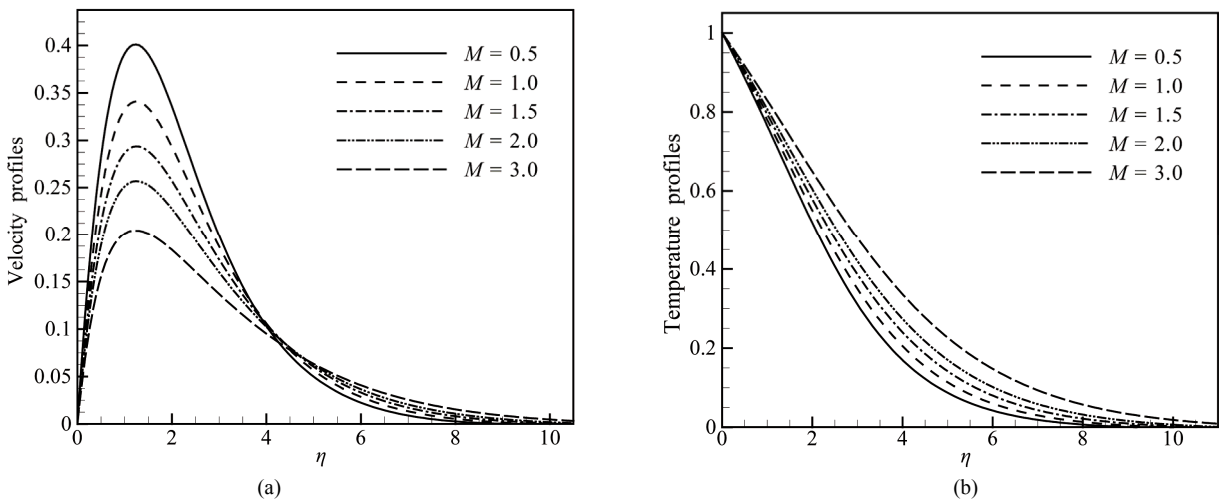 Velocity profiles
0.4
0.35
0.3
0.25
0.2
0.15
0.1
0.05
0
0 2 4 6 8 10
η
M = 0.5
M = 1.0
M = 1.5
M = 2.0
M = 3.0
(a)
Temperature profiles
1
0.8
0.6
0.4
0.2
0
0 2 4 6 8 10
η
M = 0.5
M = 1.0
M = 1.5
M = 2.0
M = 3.0
(b)